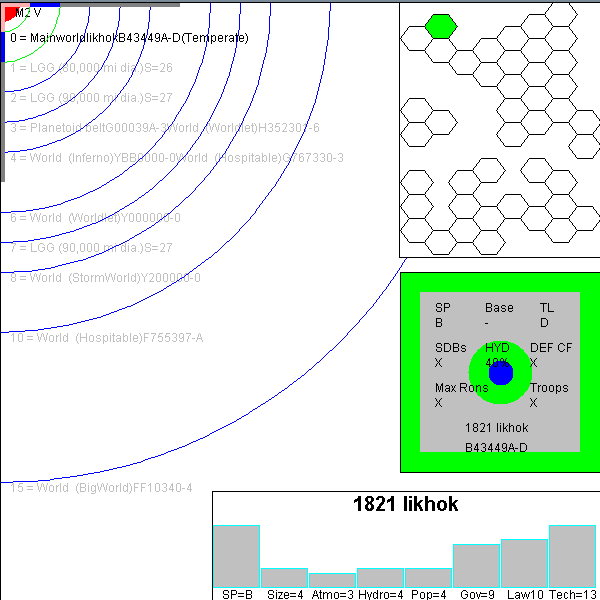 M2 V
0 = MainworldlikhokB43449A-D(Temperate)
1 = LGG (80,000 mi dia.)S=26
2 = LGG (90,000 mi dia.)S=27
3 = Planetoid beltG00039A-3World (Worldlet)H352301-6
4 = World (Inferno)YBB0000-0World (Hospitable)G767330-3
6 = World (Worldlet)Y000000-0
7 = LGG (90,000 mi dia.)S=27
8 = World (StormWorld)Y200000-0
10 = World (Hospitable)F755397-A
15 = World (BigWorld)FF10340-4
SP Base TL
B - D
SDBs HYD DEF CF
X 40% X
Max Rons Troops
X X
1821 likhok
B43449A-D
1821 likhok
SP=B Size=4 Atmo=3 Hydro=4 Pop=4 Gov=9 Law10 Tech=13